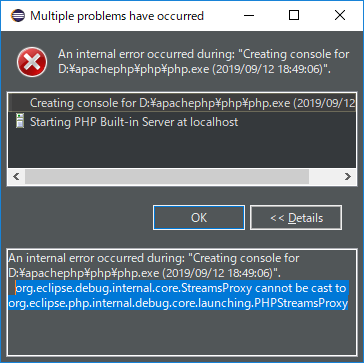 Multiple problems have occurred
An internal error occurred during: "Creating console for
D:¥apachephp¥php¥php.exe (2019/09/12 18:49:06)".
Creating console for D:¥apachephp¥php¥php.exe (2019/09/12
Starting PHP Built-in Server at localhost
OK
<< Details
An internal error occurred during: "Creating console for
D:¥apachephp¥php¥php.exe (2019/09/12 18:49:06)".
org.eclipse.debug.internal.core.StreamsProxy cannot be cast to
org.eclipse.php.internal.debug.core.launching.PHPStreamsProxy